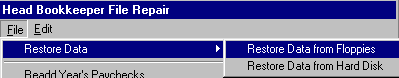 Head Bookkeeper File Repair
File Edit
Restore Data Restore Data from Floppies
Restore Data from Hard Disk
Readd Year's Paychecks